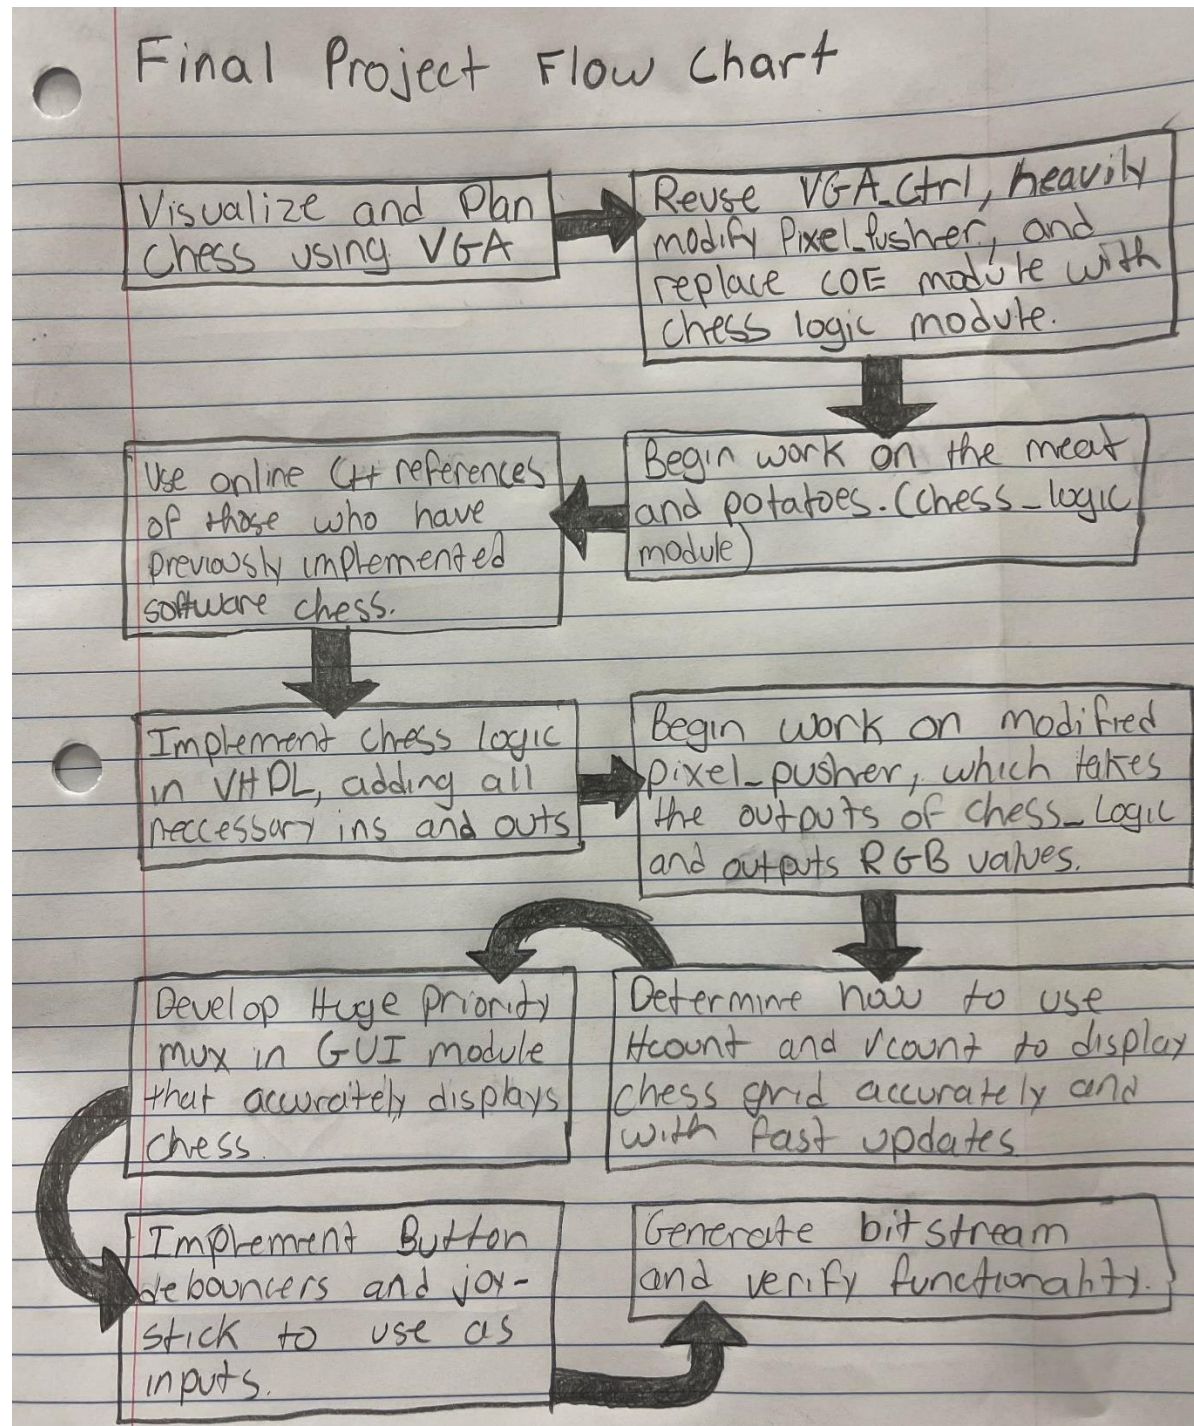 Final Project Flow Chart
Visualize and Plan
chess using VGA
Reuse VGA_Ctrl, heavily
modify Pixel_Pusher, and
replace COE module with
chess logic module.
Begin work on the meat
and potatoes. (chess_logic
module)
Use online C++ references
of those who have
previously implemented
software chess.
Implement chess logic
in VHDL, adding all
neccessary ins and outs
Begin work on modified
pixel_pusher, which takes
the outputs of chess_Logic
and outputs RGB values.
Determine how to use
Hcount and Vcount to display
chess grid accurately and
with fast updates
Develop Huge priority
mux in GUI module
that accurately displays
chess.
Implement Button
debouncers and joy-
stick to use as
inputs.
Generate bitstream
and verify functionality.